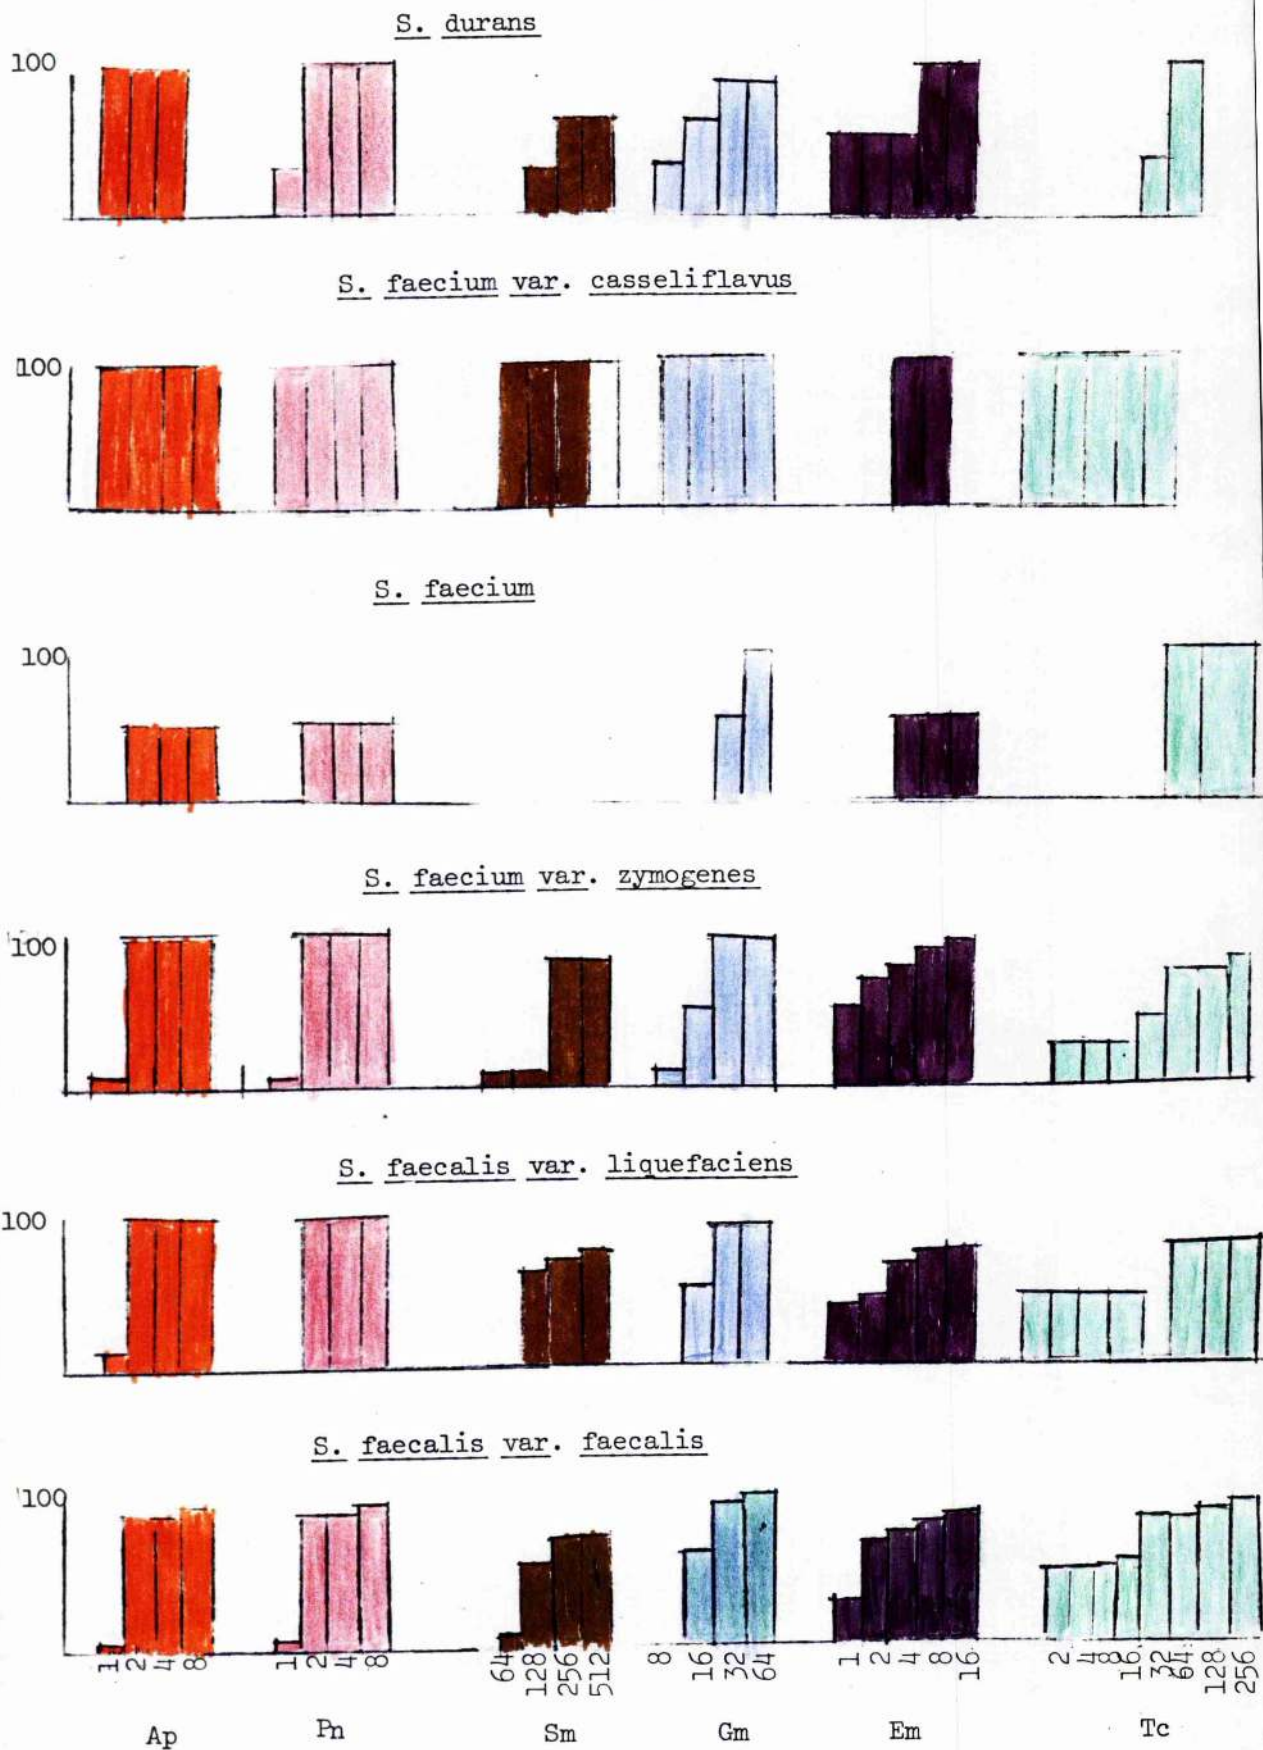 S. durans
100
S. faecium var. casseliflavus
100
S. faecium
100
S. faecium var. zymogenes
100
S. faecalis var. liquefaciens
100
S. faecalis var. faecalis
100
1 2 4 8 1 2 4 8 64 128 256 512 8 16 32 64 1 2 4 8 16 2 4 8 16 32 64 128 256
Ap Pn Sm Gm Em Tc